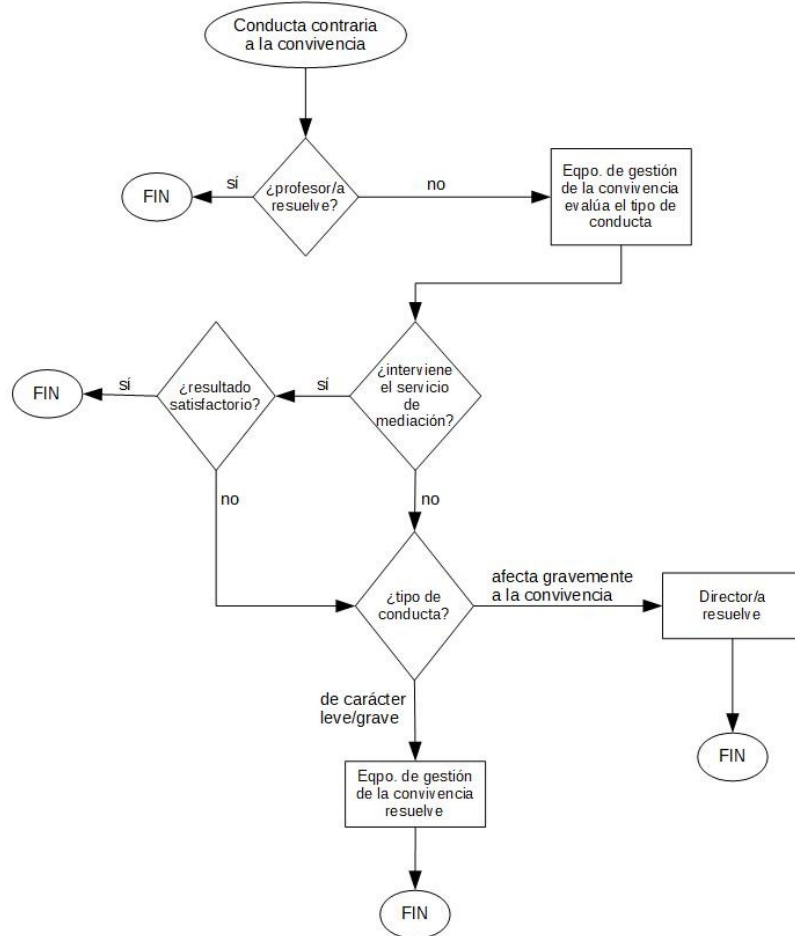 Conducta contraria
a la convivencia
¿profesor/a
resuelve?
sí
FIN
no
Eqpo. de gestión
de la convivencia
evalúa el tipo de
conducta
¿interviene
el servicio
de
mediación?
sí
¿resultado
satisfactorio?
sí
FIN
no
no
¿tipo de
conducta?
afecta gravemente
a la convivencia
Director/a
resuelve
FIN
de carácter
leve/grave
Eqpo. de gestión
de la convivencia
resuelve
FIN